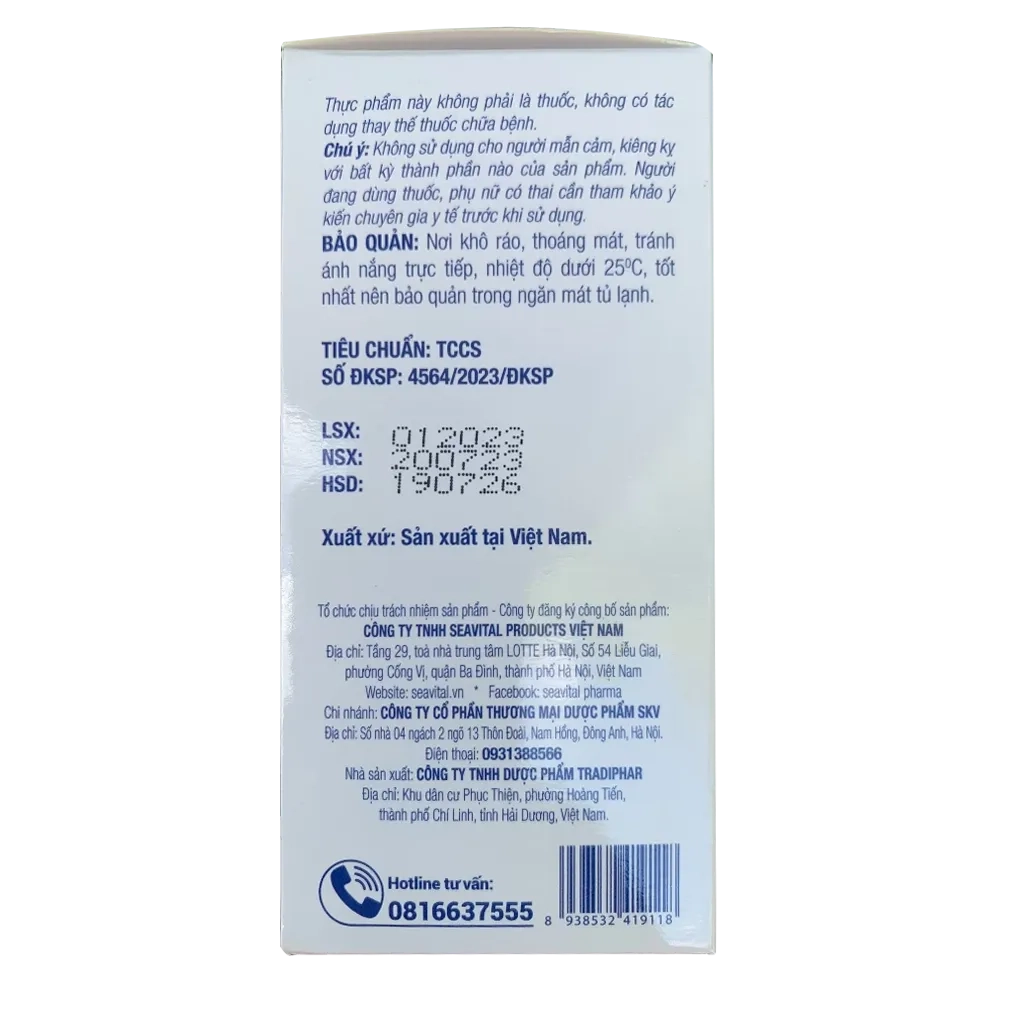 Thực phẩm này không phải là thuốc, không có tác
dụng thay thế thuốc chữa bệnh.
Chú ý: Không sử dụng cho người mẫn cảm, kiêng kỵ
với bất kỳ thành phần nào của sản phẩm. Người
đang dùng thuốc, phụ nữ có thai cần tham khảo ý
kiến chuyên gia y tế trước khi sử dụng.
BẢO QUẢN: Nơi khô ráo, thoáng mát, tránh
ánh nắng trực tiếp, nhiệt độ dưới 25⁰C, tốt
nhất nên bảo quản trong ngăn mát tủ lạnh.
TIÊU CHUẨN: TCCS
SỐ ĐKSP: 4564/2023/ĐKSP
LSX: 012023
NSX: 200723
HSD: 190726
Xuất xứ: Sản xuất tại Việt Nam.
Tổ chức chịu trách nhiệm sản phẩm - Công ty đăng ký công bố sản phẩm:
CÔNG TY TNHH SEAVITAL PRODUCTS VIỆT NAM
Địa chỉ: Tầng 29, toà nhà trung tâm LOTTE Hà Nội, Số 54 Liễu Giai,
phường Cống Vị, quận Ba Đình, thành phố Hà Nội, Việt Nam
Website: seavital.vn * Facebook: seavital pharma
Chi nhánh: CÔNG TY CỔ PHẦN THƯƠNG MẠI DƯỢC PHẨM SKV
Địa chỉ: Số nhà 04 ngách 2 ngõ 13 Thôn Đoài, Nam Hồng, Đông Anh, Hà Nội.
Điện thoại: 0931388566
Nhà sản xuất: CÔNG TY TNHH DƯỢC PHẨM TRADIPHAR
Địa chỉ: Khu dân cư Phục Thiện, phường Hoàng Tiến,
thành phố Chí Linh, tỉnh Hải Dương, Việt Nam.
Hotline tư vấn:
0816637555
8 938532 419118